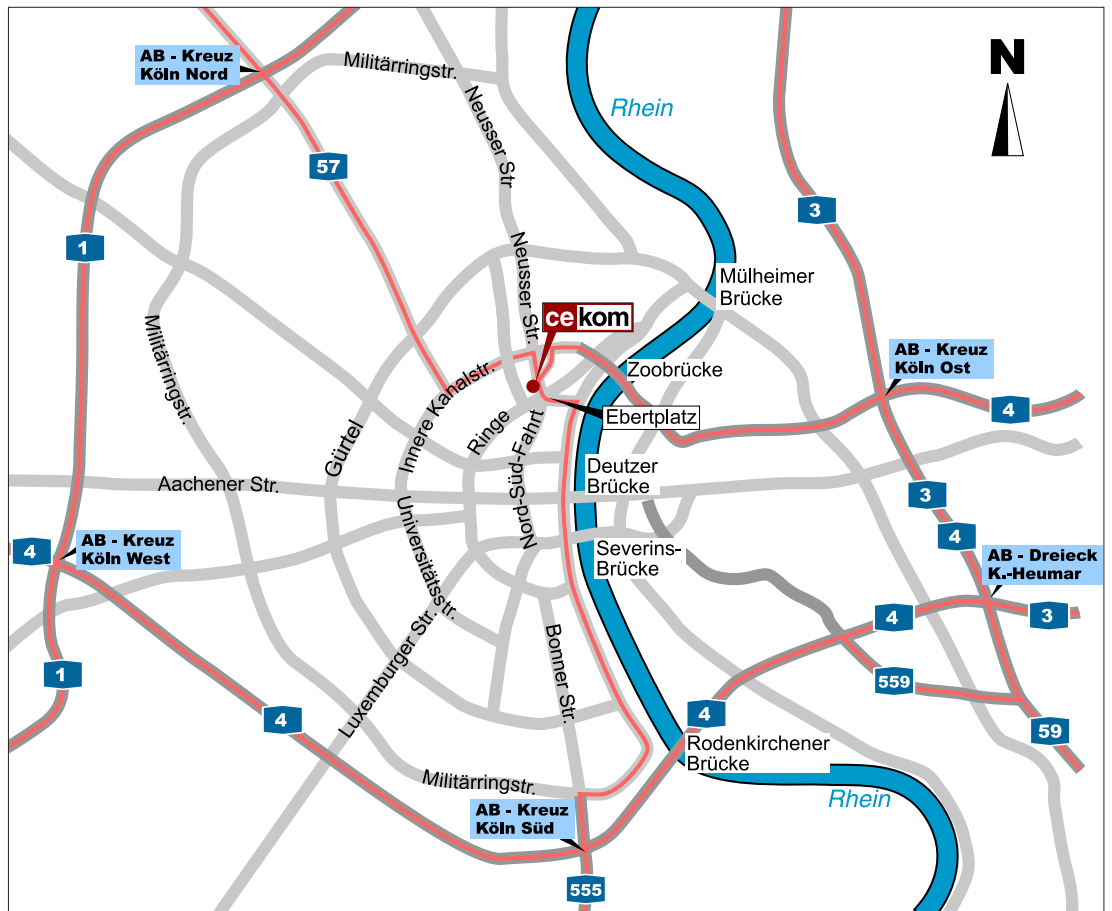 AB - Kreuz
Köln Nord
Militärringstr.
N
Rhein
Neusser Str
57
3
1
Neusser Str.
Mülheimer
Brücke
cekom
Militärringstr.
AB - Kreuz
Köln Ost
Zoobrücke
Innere Kanalstr.
4
Ebertplatz
Gürtel
Ringe
Nord-Süd-Fahrt
Deutzer
Brücke
Aachener Str.
3
Universitätsstr.
4
AB - Kreuz
Köln West
4
Severins-
Brücke
AB - Dreieck
K.-Heumar
4
3
Luxemburger Str.
Bonner Str.
1
559
4
4
59
Rodenkirchener
Brücke
Militärringstr.
Rhein
AB - Kreuz
Köln Süd
555